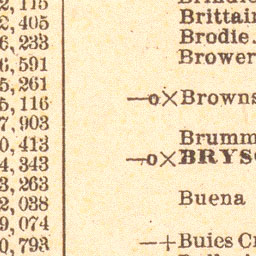 2,115
2,405 Brittain
6,233 Brodie.
6,591 Brower
5,261
5,116 —o×Browns
7,903
0,413 Brumm
4,343 —o×BRYS
3,263
2,038 Buena
9,074
0,793 —+Buies C